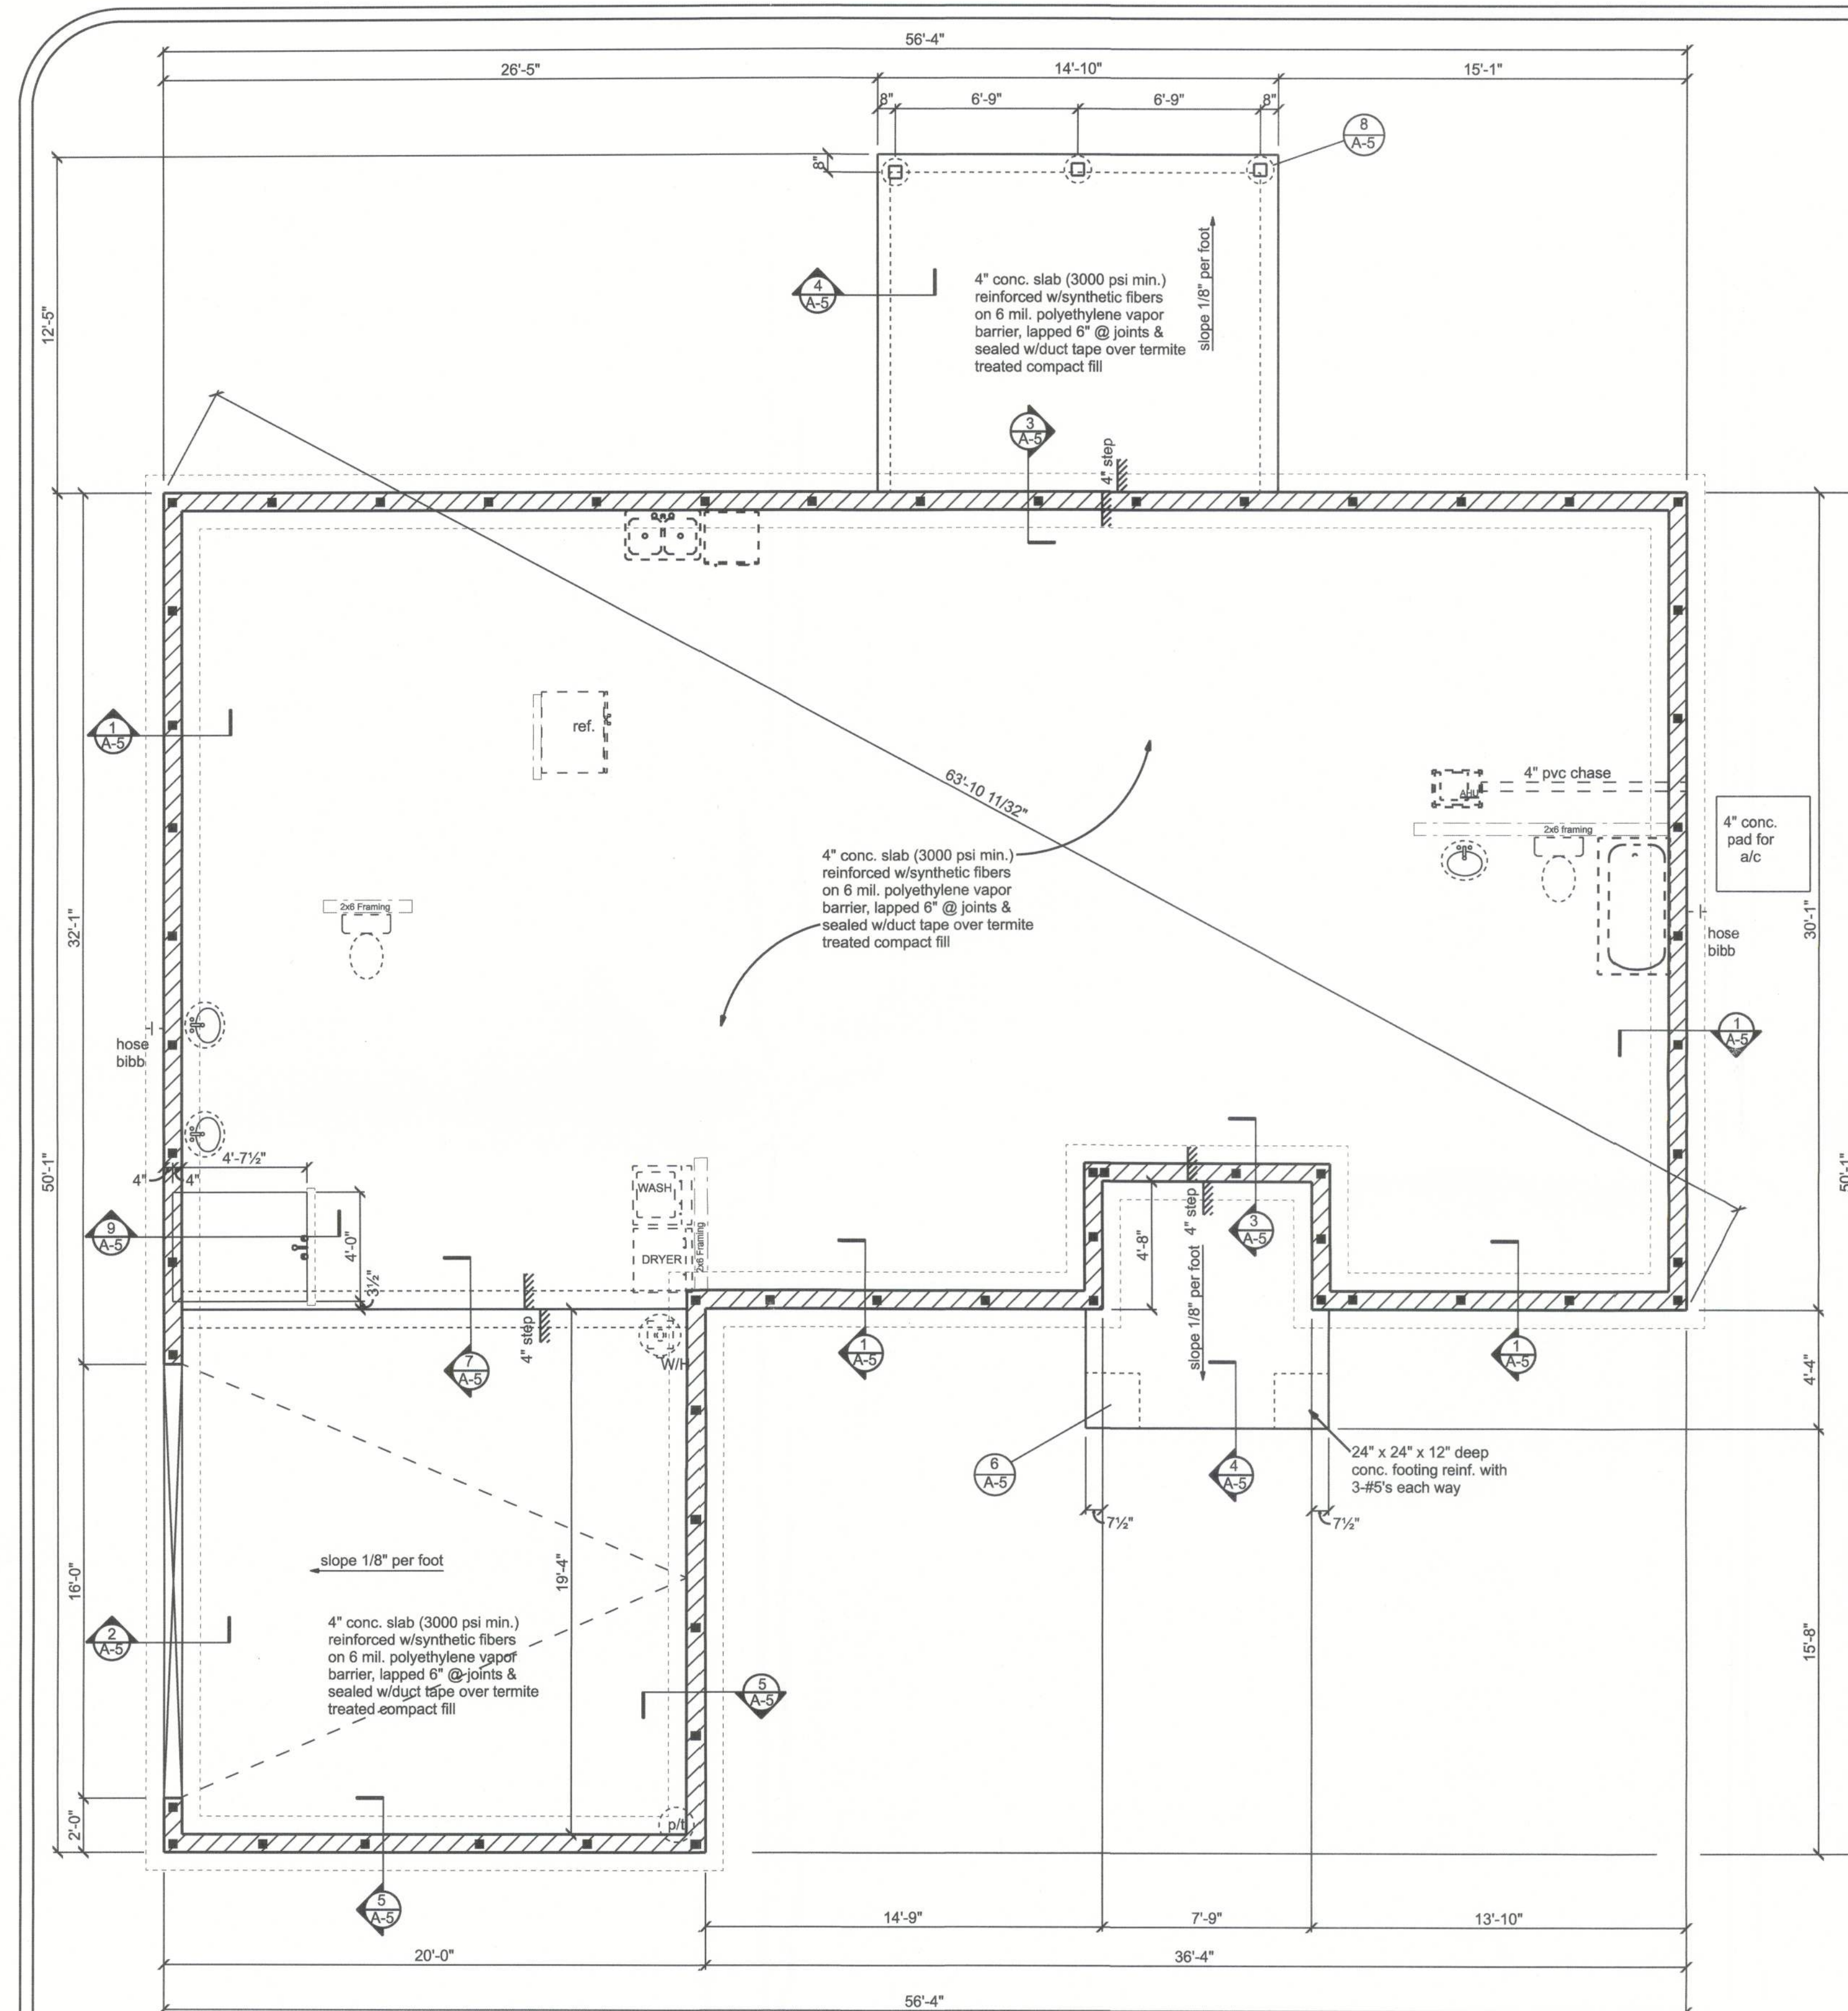 56'-4"
26'-5"
14'-10"
15'-1"
8"
6'-9"
6'-9"
8"
8
A-5
8"
12'-5"
4
A-5
4" conc. slab (3000 psi min.)
reinforced w/synthetic fibers
on 6 mil. polyethylene vapor
barrier, lapped 6" @ joints &
sealed w/duct tape over termite
treated compact fill
slope 1/8" per foot
3
A-5
4" step
ref.
1
A-5
63'-10 11/32"
4" pvc chase
AHU
2x6 framing
4" conc.
pad for
a/c
4" conc. slab (3000 psi min.)
reinforced w/synthetic fibers
on 6 mil. polyethylene vapor
barrier, lapped 6" @ joints &
sealed w/duct tape over termite
treated compact fill
2x6 Framing
32'-1"
30'-1"
hose
bibb
hose
bibb
1
A-5
50'-1"
50'-1"
4'-7½"
4"
4"
WASH
DRYER
2x6 Framing
9
A-5
4'-0"
3½"
4'-8"
4" step
3
A-5
slope 1/8" per foot
4" step
W/H
7
A-5
1
A-5
1
A-5
4'-4"
6
A-5
4
A-5
24" x 24" x 12" deep
conc. footing reinf. with
3-#5's each way
7½"
7½"
slope 1/8" per foot
16'-0"
19'-4"
2
A-5
4" conc. slab (3000 psi min.)
reinforced w/synthetic fibers
on 6 mil. polyethylene vapor
barrier, lapped 6" @ joints &
sealed w/duct tape over termite
treated compact fill
5
A-5
15'-8"
2'-0"
p/t
5
A-5
14'-9"
7'-9"
13'-10"
20'-0"
36'-4"
56'-4"